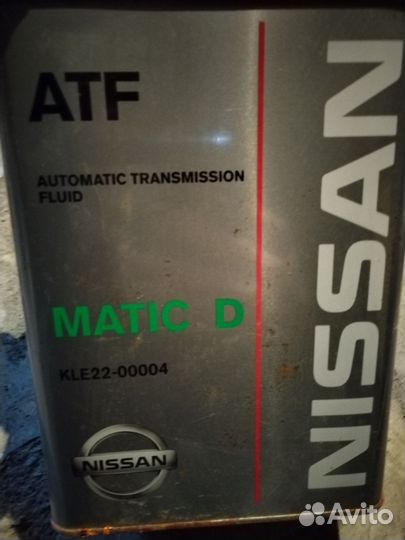 ATF
AUTOMATIC TRANSMISSION
FLUID
MATIC D
KLE22-00004
NISSAN
NISSAN
Avito